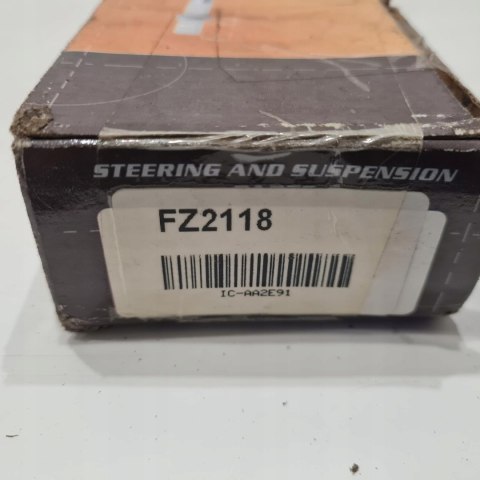 STEERING AND SUSPENSION
FZ2118
IC-AA2E91